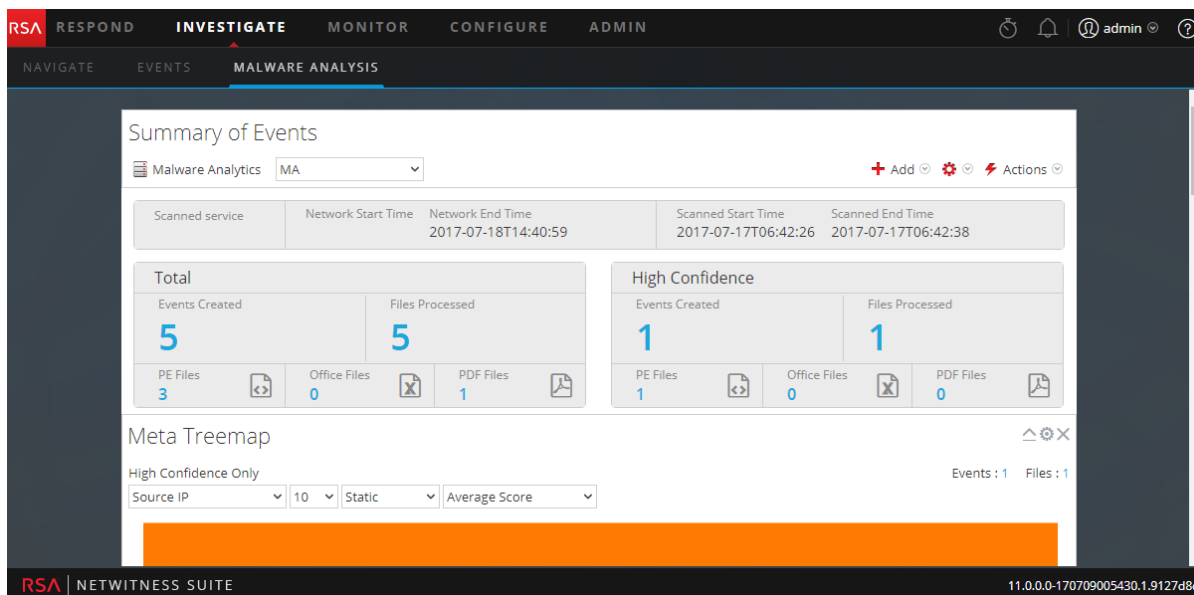 RSA RESPOND INVESTIGATE MONITOR CONFIGURE ADMIN admin
NAVIGATE EVENTS MALWARE ANALYSIS
Summary of Events
Malware Analytics MA Add Actions
Scanned service Network Start Time Network End Time Scanned Start Time Scanned End Time
2017-07-18T14:40:59 2017-07-17T06:42:26 2017-07-17T06:42:38
Total High Confidence
Events Created Files Processed Events Created Files Processed
5 5 1 1
PE Files Office Files PDF Files PE Files Office Files PDF Files
3 0 1 1 0 0
Meta Treemap
High Confidence Only Events : 1 Files : 1
Source IP 10 Static Average Score
RSA NETWITNESS SUITE 11.0.0.0-170709005430.1.9127d8